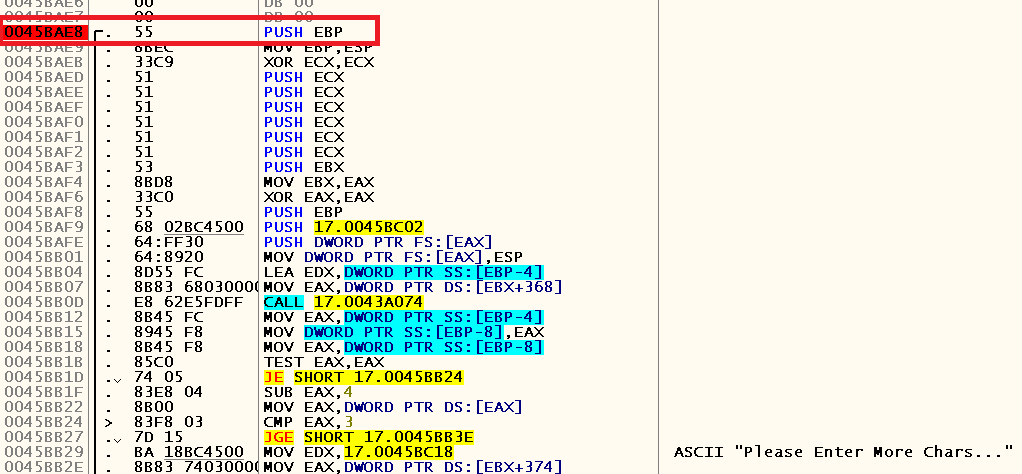 0045BAE6 00 DB 00
0045BAE7 00 DB 00
0045BAE8 . 55 PUSH EBP
0045BAE9 . 8BEC MOV EBP,ESP
0045BAEB . 33C9 XOR ECX,ECX
0045BAED . 51 PUSH ECX
0045BAEE . 51 PUSH ECX
0045BAEF . 51 PUSH ECX
0045BAF0 . 51 PUSH ECX
0045BAF1 . 51 PUSH ECX
0045BAF2 . 51 PUSH ECX
0045BAF3 . 53 PUSH EBX
0045BAF4 . 8BD8 MOV EBX,EAX
0045BAF6 . 33C0 XOR EAX,EAX
0045BAF8 . 55 PUSH EBP
0045BAF9 . 68 02BC4500 PUSH 17.0045BC02
0045BAFE . 64:FF30 PUSH DWORD PTR FS:[EAX]
0045BB01 . 64:8920 MOV DWORD PTR FS:[EAX],ESP
0045BB04 . 8D55 FC LEA EDX,DWORD PTR SS:[EBP-4]
0045BB07 . 8B83 68030000 MOV EAX,DWORD PTR DS:[EBX+368]
0045BB0D . E8 62E5FDFF CALL 17.0043A074
0045BB12 . 8B45 FC MOV EAX,DWORD PTR SS:[EBP-4]
0045BB15 . 8945 F8 MOV DWORD PTR SS:[EBP-8],EAX
0045BB18 . 8B45 F8 MOV EAX,DWORD PTR SS:[EBP-8]
0045BB1B . 85C0 TEST EAX,EAX
0045BB1D . 74 05 JE SHORT 17.0045BB24
0045BB1F . 83E8 04 SUB EAX,4
0045BB22 . 8B00 MOV EAX,DWORD PTR DS:[EAX]
0045BB24 > 83F8 03 CMP EAX,3
0045BB27 . 7D 15 JGE SHORT 17.0045BB3E
0045BB29 . BA 18BC4500 MOV EDX,17.0045BC18 ASCII "Please Enter More Chars..."
0045BB2E . 8B83 74030000 MOV EAX,DWORD PTR DS:[EBX+374]